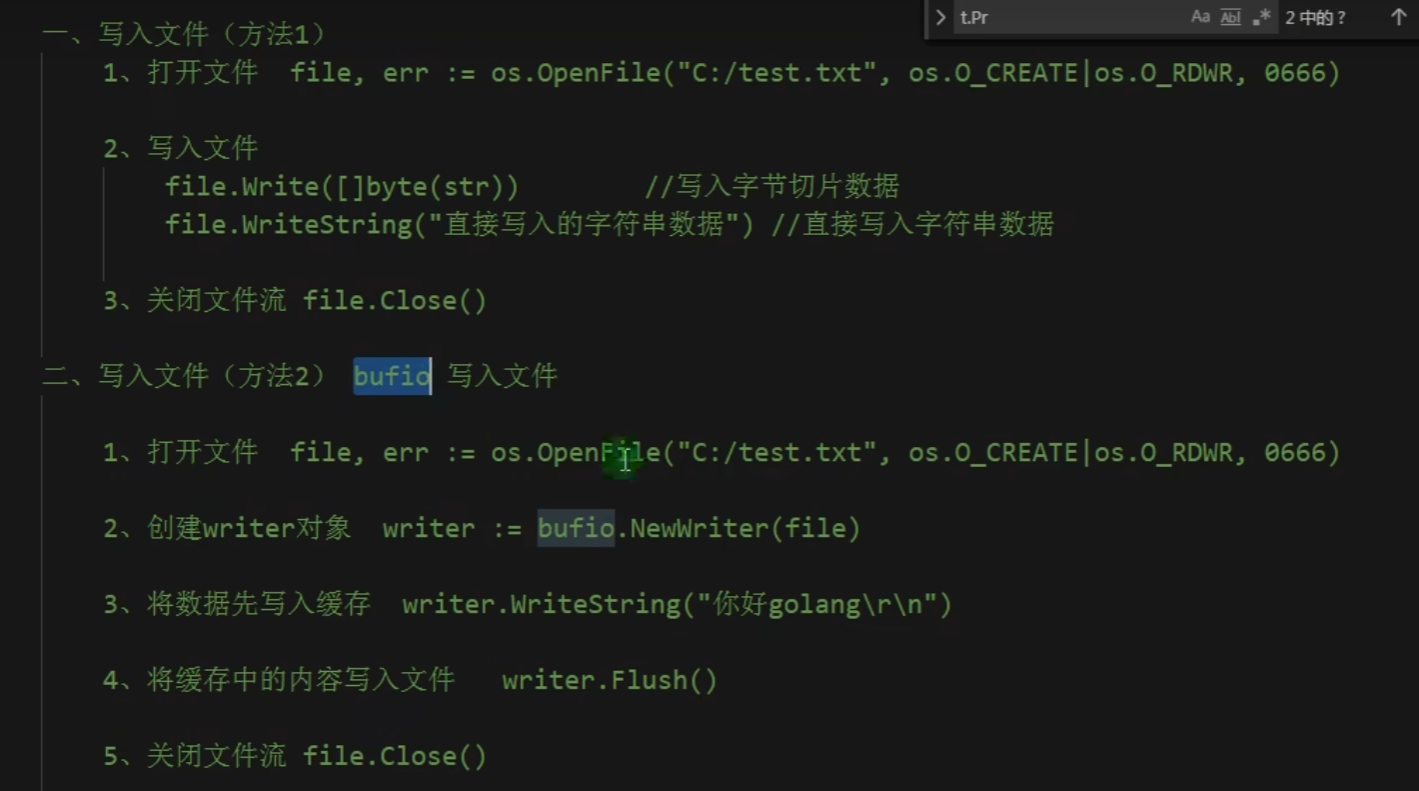 t.Pr Aa Abl .* 2 中的 ?
一、写入文件（方法1）
1、打开文件 file, err := os.OpenFile("C:/test.txt", os.O_CREATE|os.O_RDWR, 0666)
2、写入文件
file.Write([]byte(str)) //写入字节切片数据
file.WriteString("直接写入的字符串数据") //直接写入字符串数据
3、关闭文件流 file.Close()
二、写入文件（方法2） bufio 写入文件
1、打开文件 file, err := os.OpenFile("C:/test.txt", os.O_CREATE|os.O_RDWR, 0666)
2、创建writer对象 writer := bufio.NewWriter(file)
3、将数据先写入缓存 writer.WriteString("你好golang\r\n")
4、将缓存中的内容写入文件 writer.Flush()
5、关闭文件流 file.Close()